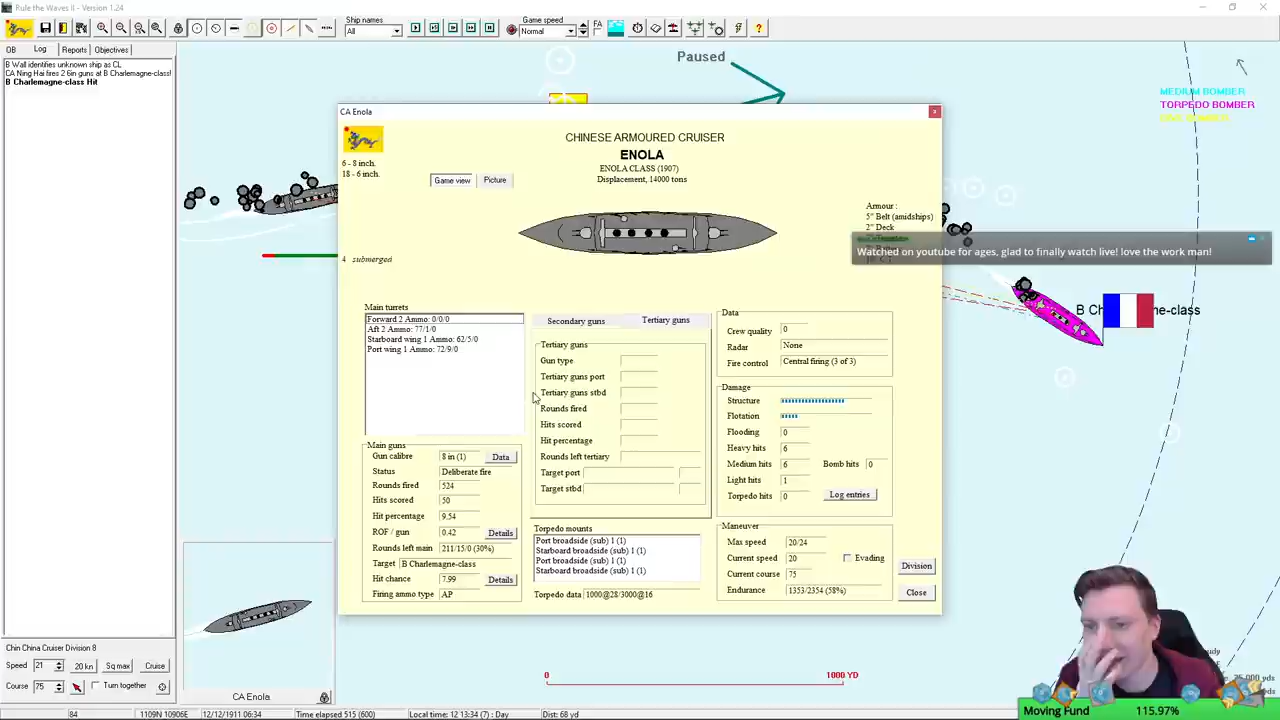 Rule the Waves II - Version 1.24
Ship names
All
Game speed
Normal
FA
OB
Log
Reports
Objectives
B Wall identifies unknown ship as CL
CA Ning Hai fires 2 6in guns at B Charlemagne-class!
B Charlemagne-class Hit
Paused
MEDIUM BOMBER
TORPEDO BOMBER
CA Enola
CHINESE ARMOURED CRUISER
ENOLA
ENOLA CLASS (1907)
Displacement, 14000 tons
6 - 8 inch.
18 - 6 inch.
Game view
Picture
Armour :
5" Belt (amidships)
2" Deck
4 submerged
Watched on youtube for ages, glad to finally watch live! love the work man!
B Ch
e-class
Main turrets
Forward 2 Ammo: 0/0/0
Aft 2 Ammo: 77/1/0
Starboard wing 1 Ammo: 62/5/0
Port wing 1 Ammo: 72/9/0
Secondary guns
Tertiary guns
Tertiary guns
Gun type
Tertiary guns port
Tertiary guns stbd
Rounds fired
Hits scored
Hit percentage
Rounds left tertiary
Target port
Target stbd
Data
Crew quality 0
Radar None
Fire control Central firing (3 of 3)
Damage
Structure
Flotation
Flooding 0
Heavy hits 6
Medium hits 6 Bomb hits 0
Light hits 1
Torpedo hits 0 Log entries
Main guns
Gun calibre 8 in (1) Data
Status Deliberate fire
Rounds fired 524
Hits scored 50
Hit percentage 9.54
ROF / gun 0.42 Details
Rounds left main 211/15/0 (30%)
Target B Charlemagne-class
Hit chance 7.99 Details
Firing ammo type AP
Torpedo mounts
Port broadside (sub) 1 (1)
Starboard broadside (sub) 1 (1)
Port broadside (sub) 1 (1)
Starboard broadside (sub) 1 (1)
Torpedo data 1000@28/3000@16
Maneuver
Max speed 20/24
Current speed 20 Evading
Current course 75
Endurance 1353/2354 (58%)
Division
Close
Chin China Cruiser Division 8
Speed 21 20 kn Sq max Cruise
Course 75 Turn together
CA Enola
0 1000 YD
25,000 yds
Moving Fund 115.97%
84
1109N 10906E
12/12/1911 06:34
Time elapsed 515 (600)
Local time: 12 13:34 (7) : Day
Dist: 68 yd